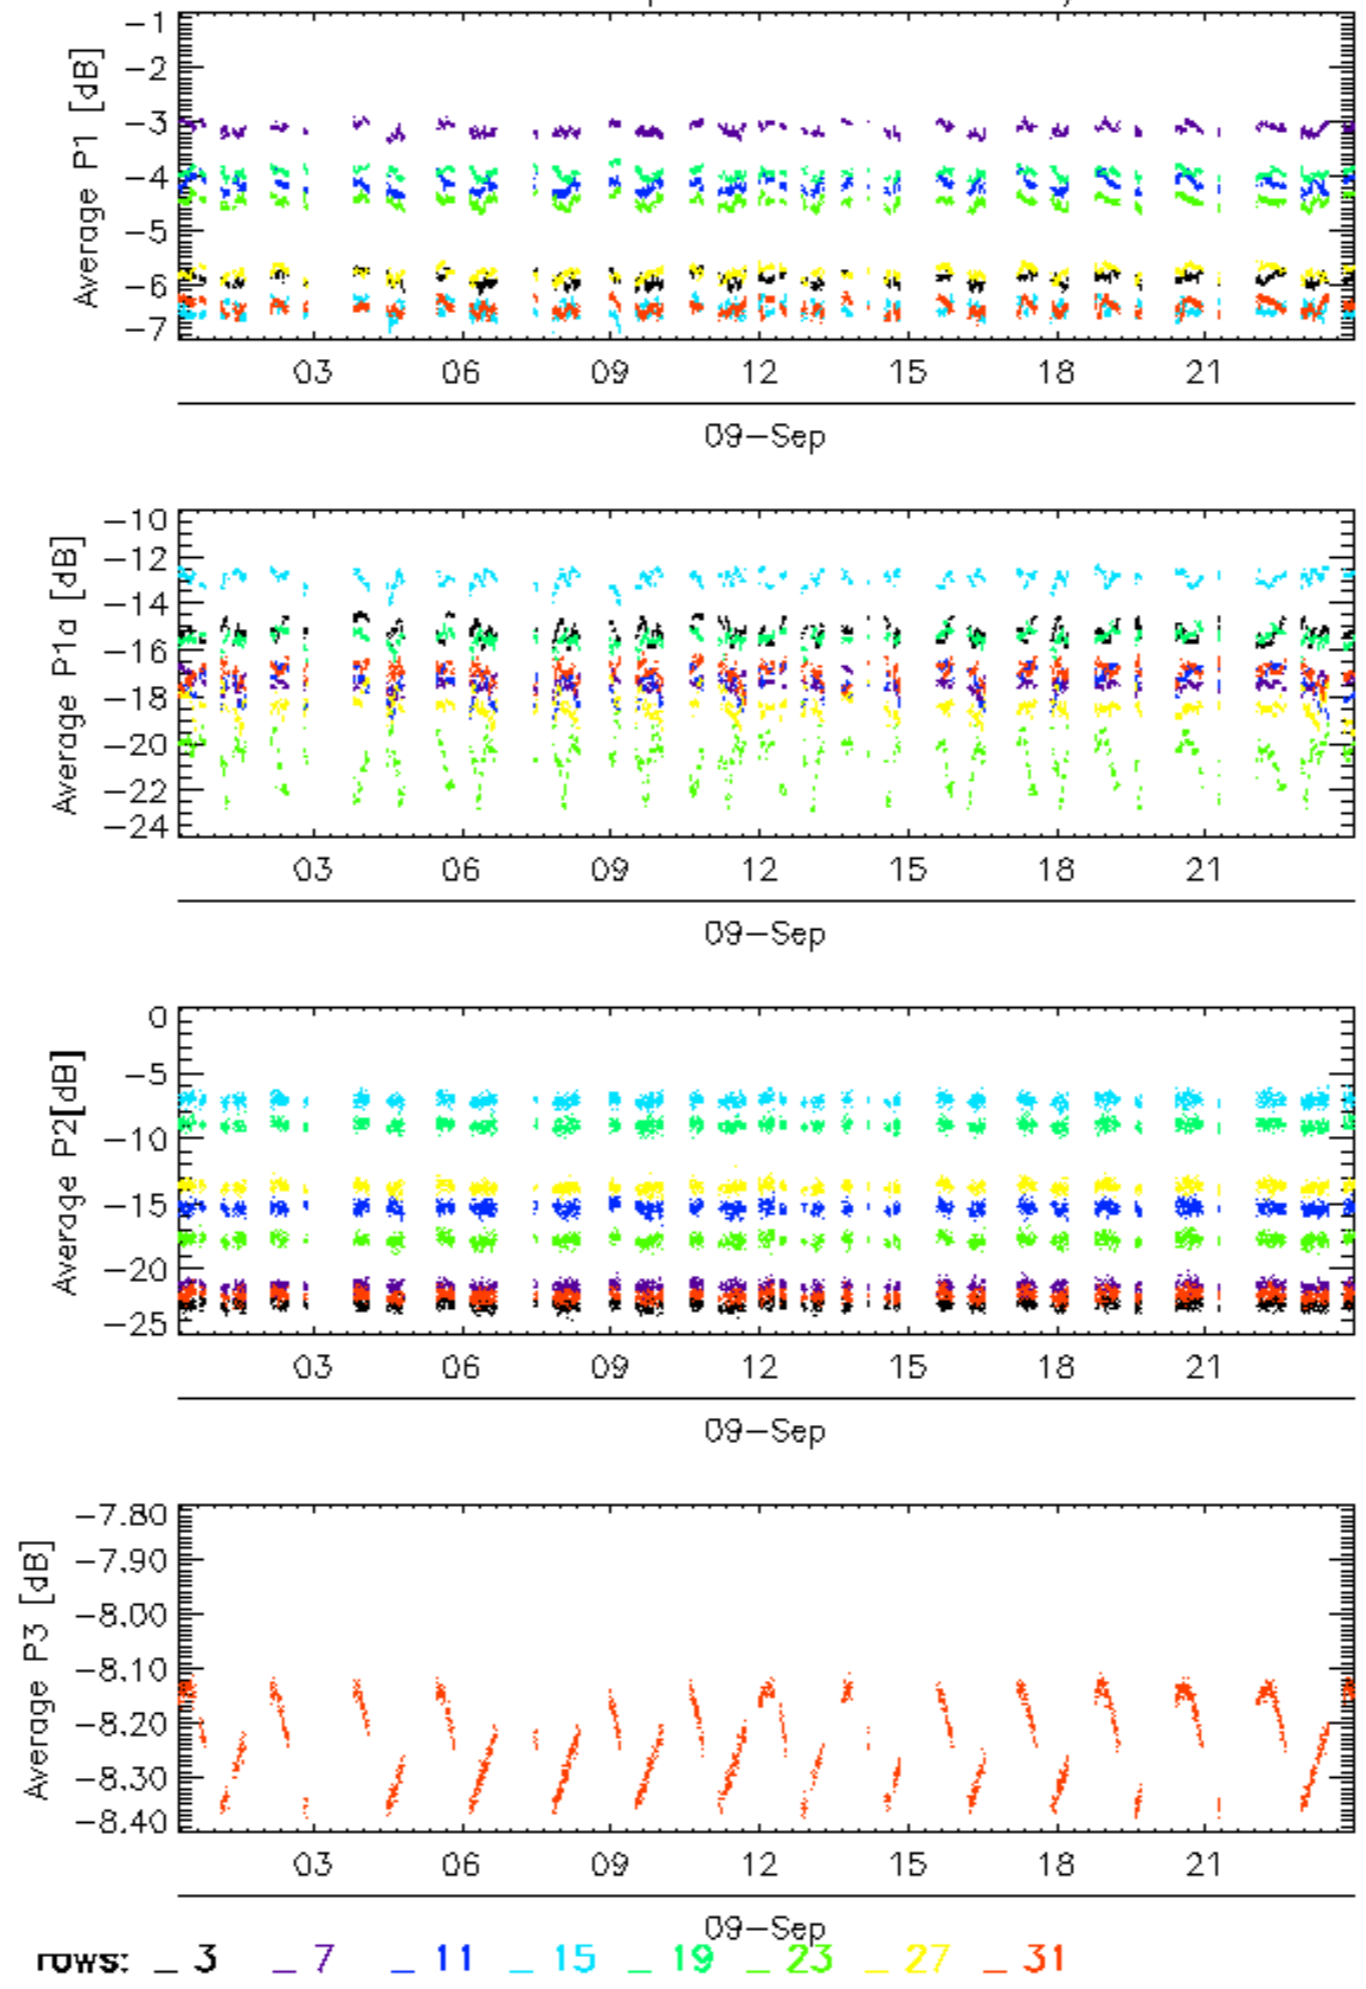 Average P1 [dB]
-1
-2
-3
-4
-5
-6
-7
03 06 09 12 15 18 21
09-Sep
Average P1a [dB]
-10
-12
-14
-16
-18
-20
-22
-24
03 06 09 12 15 18 21
09-Sep
Average P2[dB]
0
-5
-10
-15
-20
-25
03 06 09 12 15 18 21
09-Sep
Average P3 [dB]
-7.80
-7.90
-8.00
-8.10
-8.20
-8.30
-8.40
03 06 09 12 15 18 21
09-Sep
rows: _ 3 _ 7 _ 11 _ 15 _ 19 _ 23 _ 27 _ 31